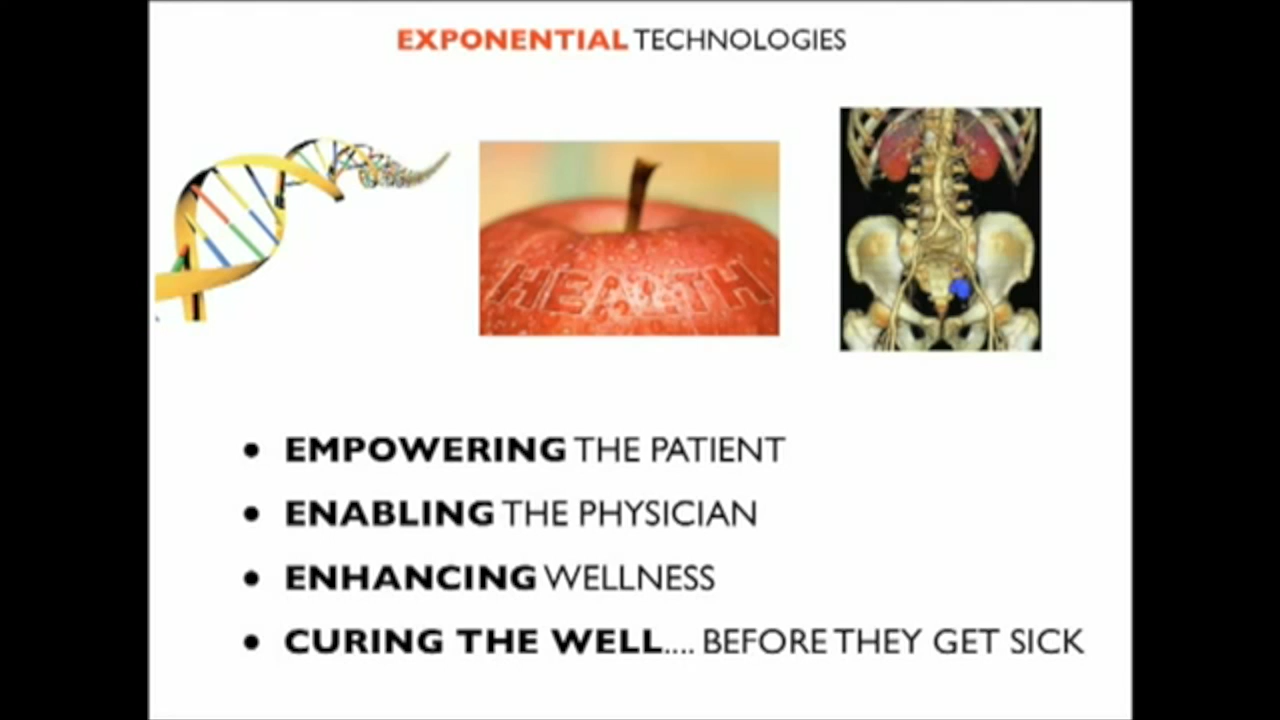 EXPONENTIAL TECHNOLOGIES
HEALTH
• EMPOWERING THE PATIENT
• ENABLING THE PHYSICIAN
• ENHANCING WELLNESS
• CURING THE WELL.... BEFORE THEY GET SICK